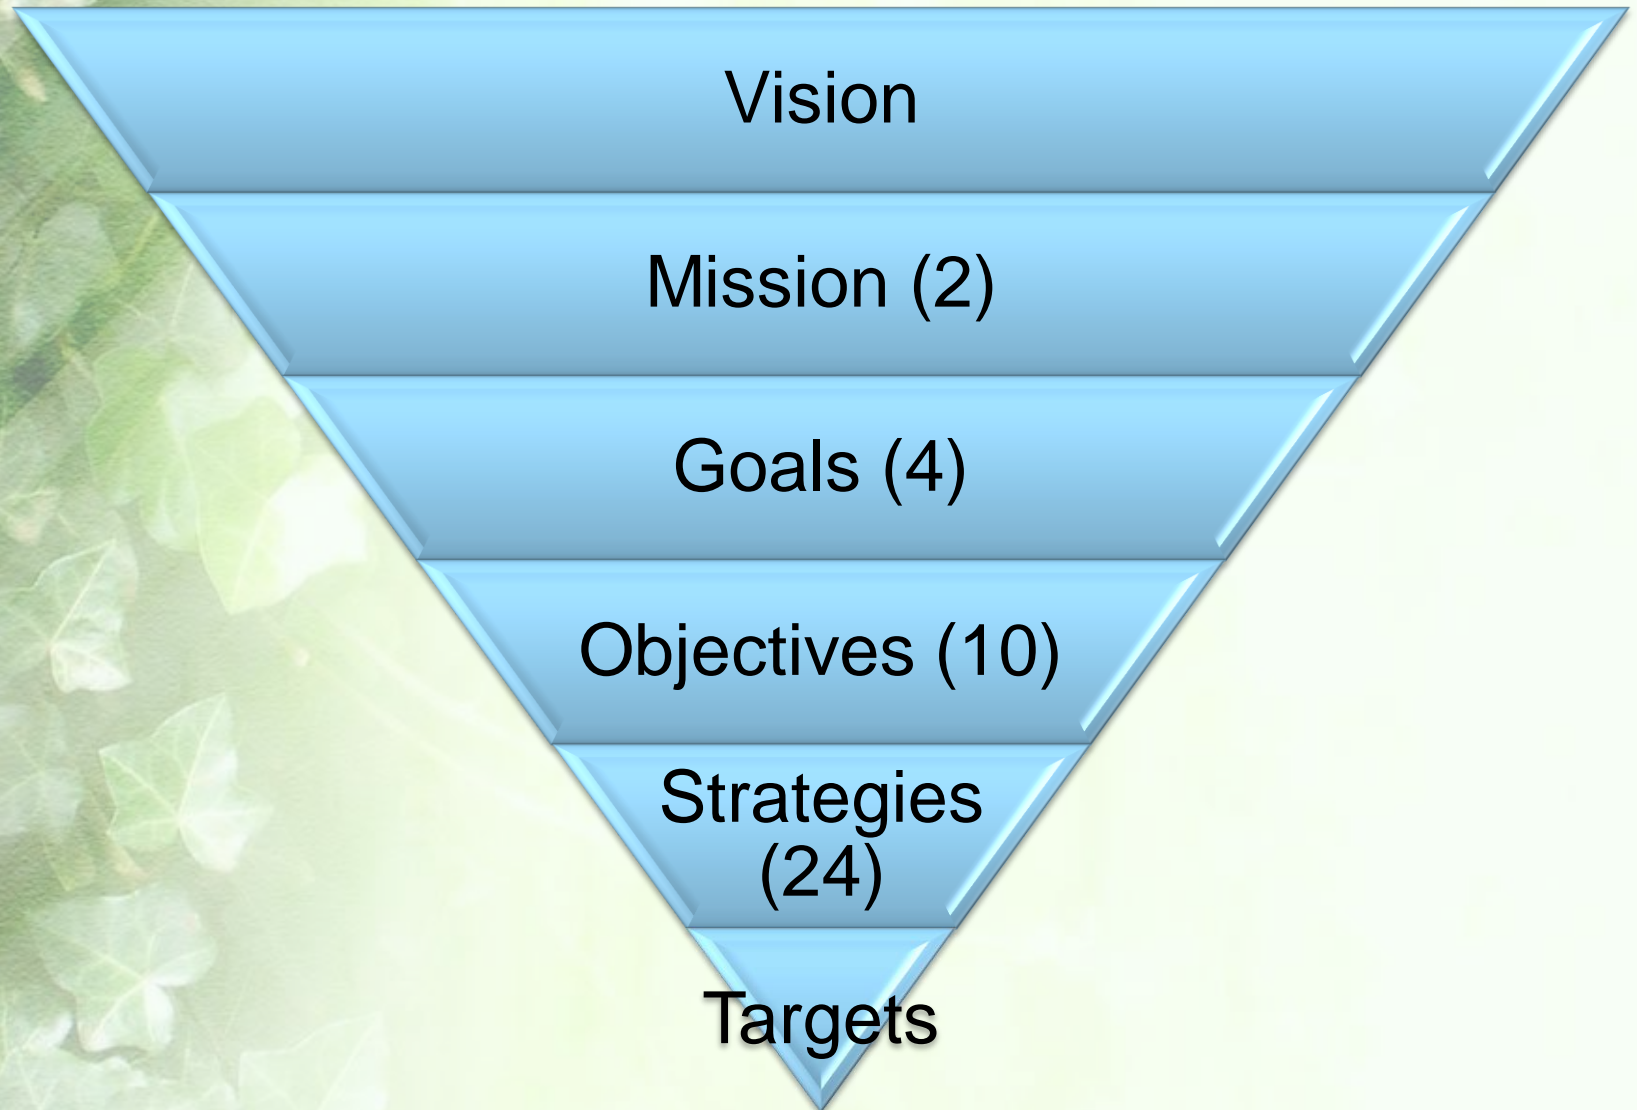 Vision
Mission (2)
Goals (4)
Objectives (10)
Strategies
(24)
Targets